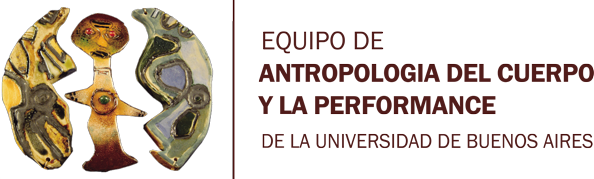 EQUIPO DE
ANTROPOLOGIA DEL CUERPO
Y LA PERFORMANCE
DE LA UNIVERSIDAD DE BUENOS AIRES